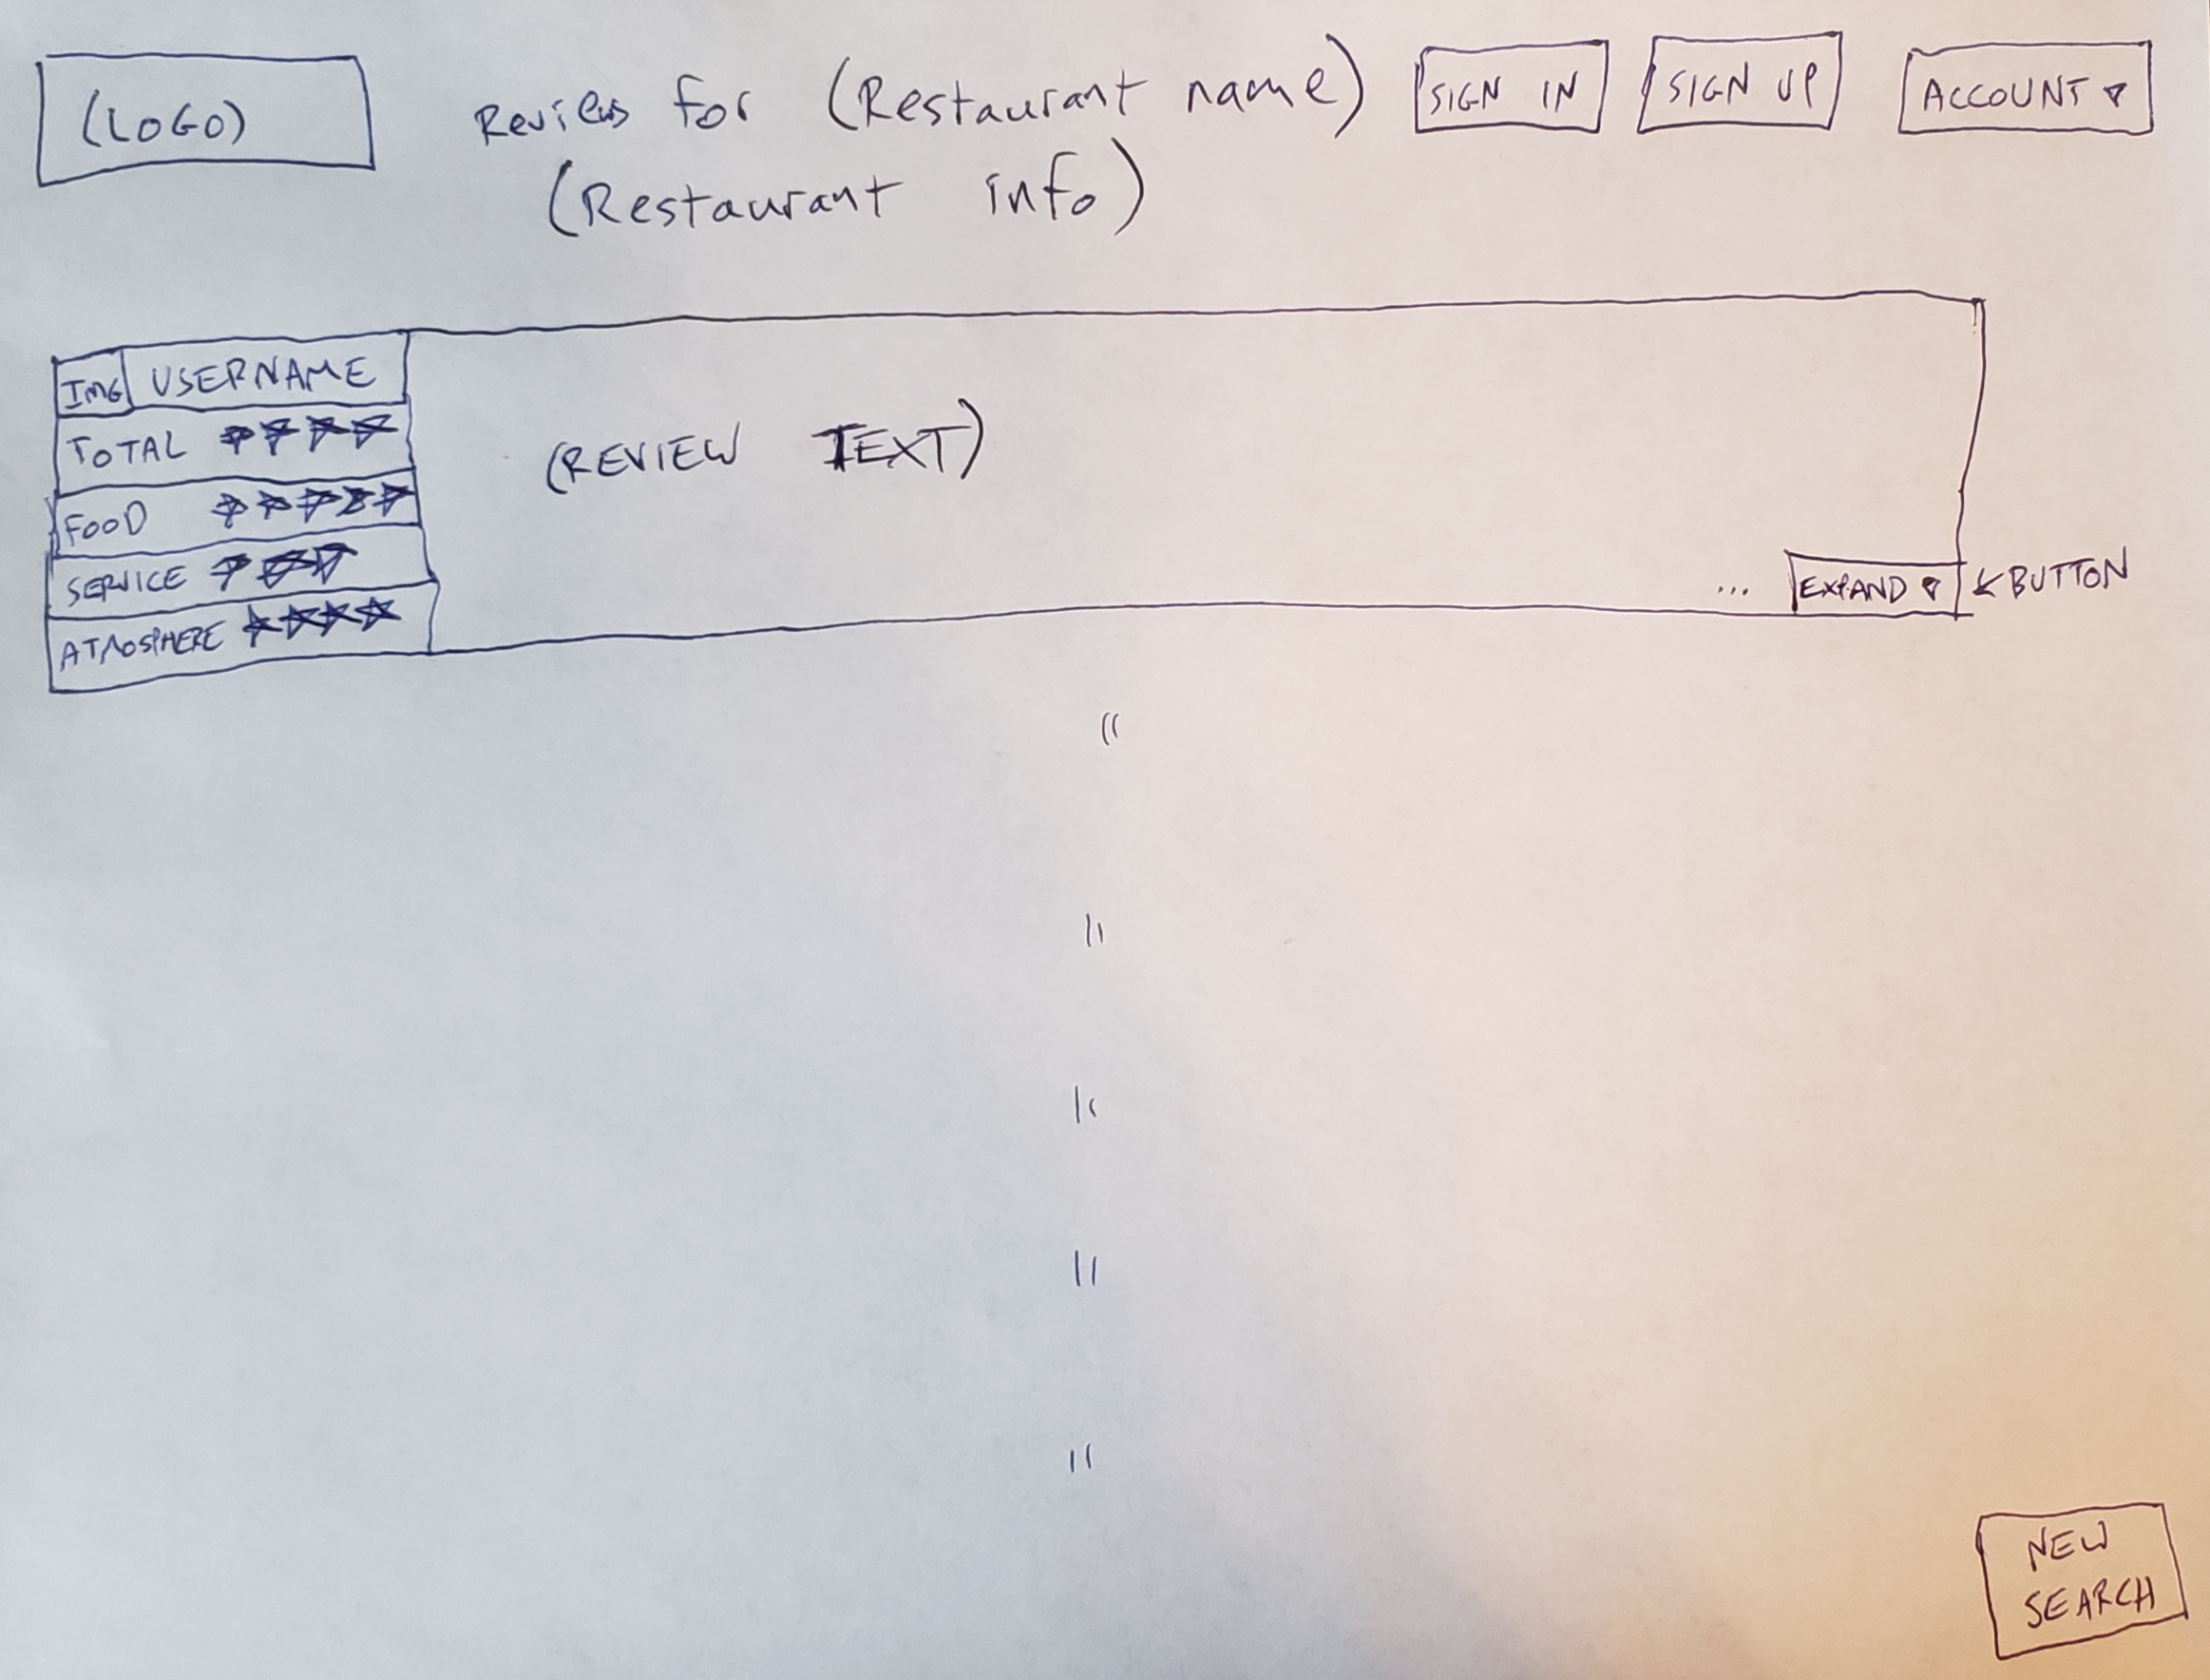 (LOGO)
Reviews for (Restaurant name)
(Restaurant info)
SIGN IN
SIGN UP
ACCOUNT ▽
IMG USERNAME
TOTAL ★★★★
FOOD ★★★★★
SERVICE ★★★
ATMOSPHERE ★★★★
(REVIEW TEXT)
... EXPAND ▽
↙ BUTTON
"
"
"
"
"
NEW
SEARCH